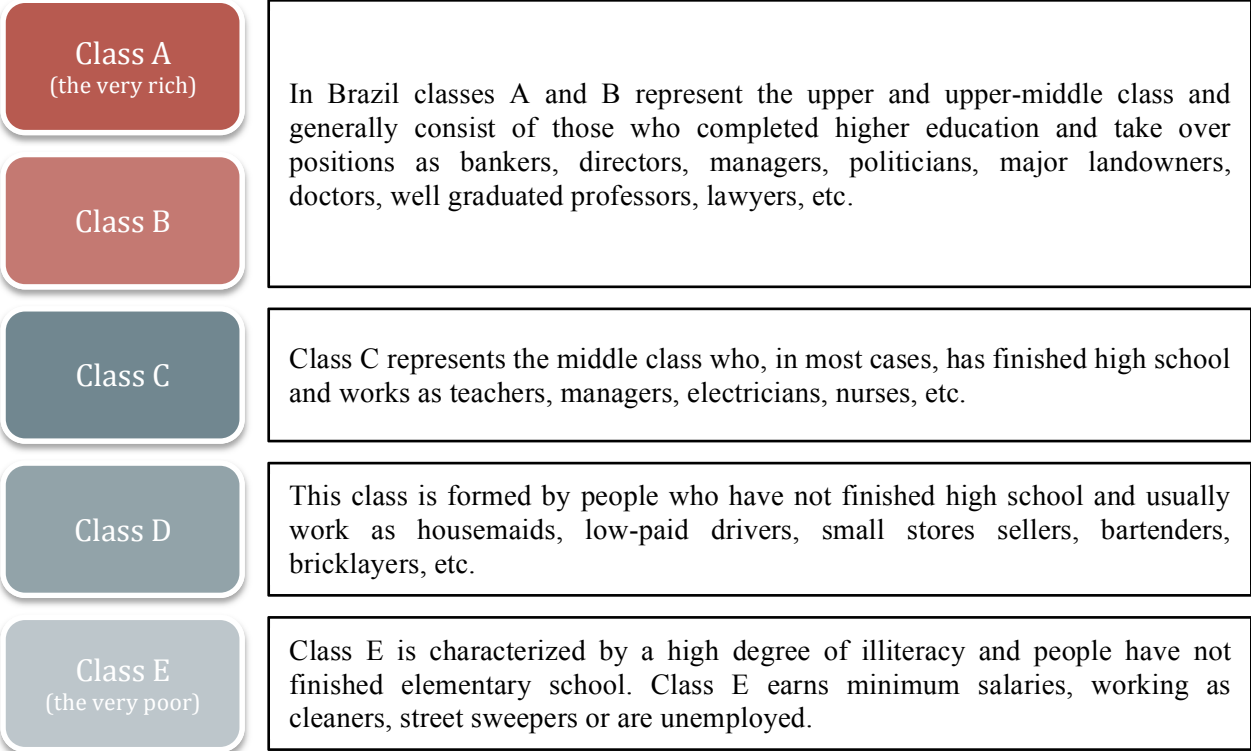 Class A
(the very rich)
In Brazil classes A and B represent the upper and upper-middle class and
generally consist of those who completed higher education and take over
positions as bankers, directors, managers, politicians, major landowners,
doctors, well graduated professors, lawyers, etc.
Class B
Class C
Class C represents the middle class who, in most cases, has finished high school
and works as teachers, managers, electricians, nurses, etc.
Class D
This class is formed by people who have not finished high school and usually
work as housemaids, low-paid drivers, small stores sellers, bartenders,
bricklayers, etc.
Class E
(the very poor)
Class E is characterized by a high degree of illiteracy and people have not
finished elementary school. Class E earns minimum salaries, working as
cleaners, street sweepers or are unemployed.